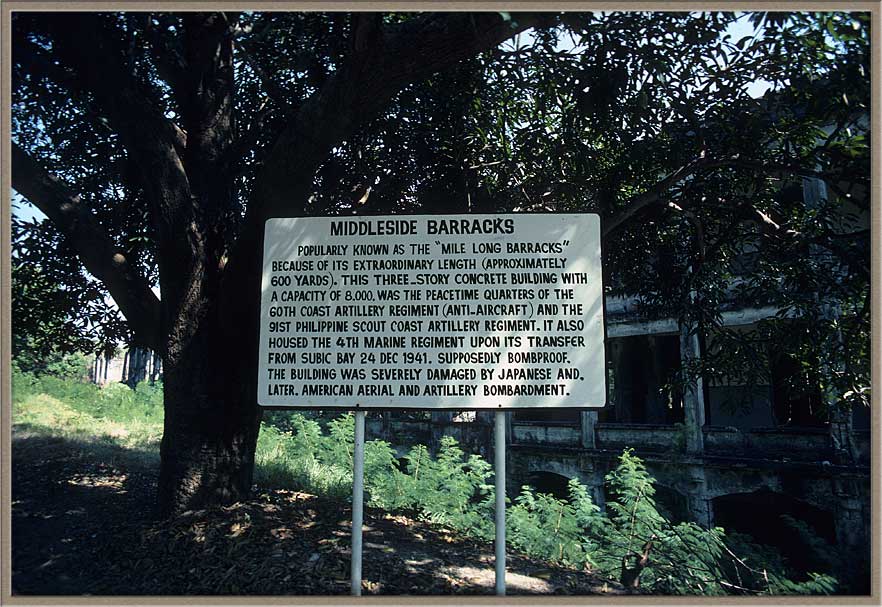 MIDDLESIDE BARRACKS
POPULARLY KNOWN AS THE "MILE LONG BARRACKS"
BECAUSE OF ITS EXTRAORDINARY LENGTH (APPROXIMATELY
600 YARDS). THIS THREE-STORY CONCRETE BUILDING WITH
A CAPACITY OF 8,000, WAS THE PEACETIME QUARTERS OF THE
60TH COAST ARTILLERY REGIMENT (ANTI-AIRCRAFT) AND THE
91ST PHILIPPINE SCOUT COAST ARTILLERY REGIMENT. IT ALSO
HOUSED THE 4TH MARINE REGIMENT UPON ITS TRANSFER
FROM SUBIC BAY 24 DEC 1941. SUPPOSEDLY BOMBPROOF,
THE BUILDING WAS SEVERELY DAMAGED BY JAPANESE AND,
LATER, AMERICAN AERIAL AND ARTILLERY BOMBARDMENT.